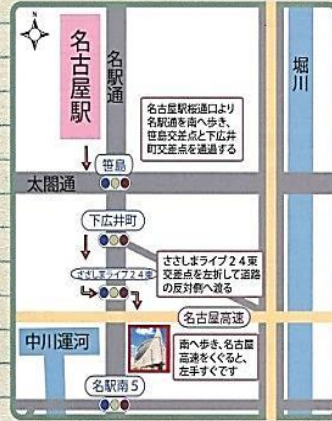 N
名古屋駅
名駅通
堀川
名古屋駅桜通口より
名駅通を南へ歩き、
笹島交差点と下広井
町交差点を通過する
笹島
太閤通
下広井町
ささしまライブ24東
交差点を左折して道路
の反対側へ渡る
ささしまライブ24東
名古屋高速
中川運河
南へ歩き、名古屋
高速をくぐると、
左手すぐです
名駅南5